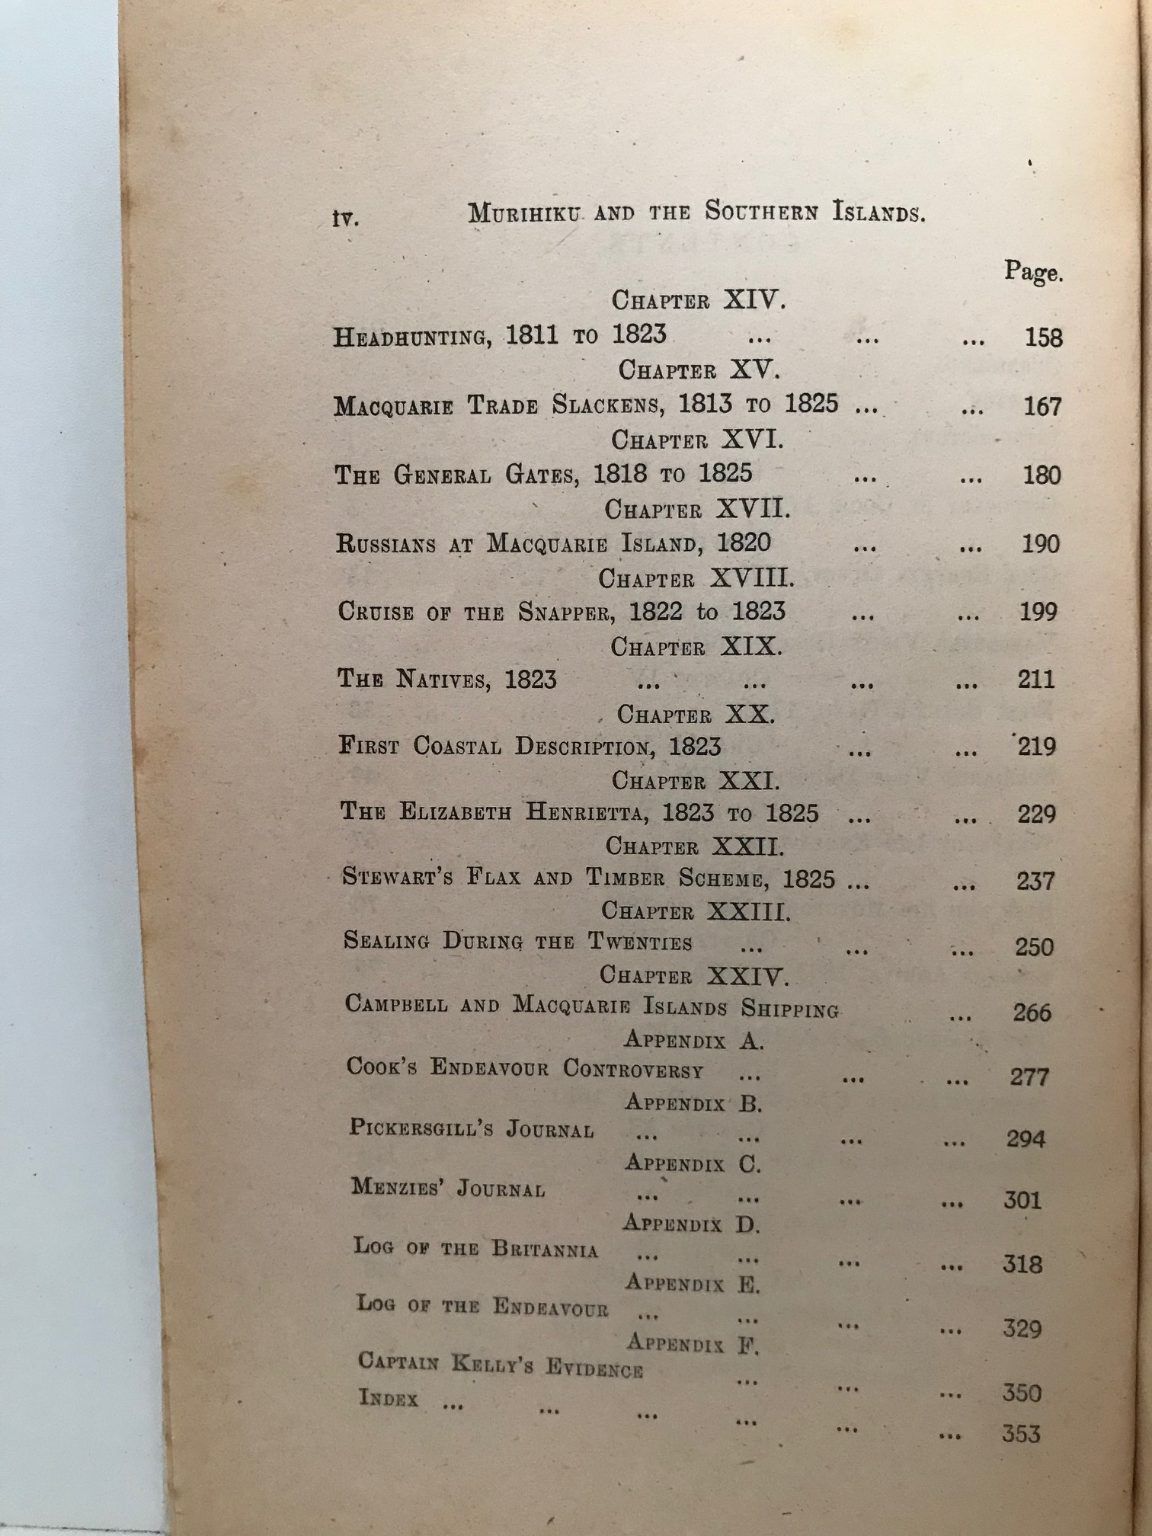 iv. MURIHIKU AND THE SOUTHERN ISLANDS.
Page.
CHAPTER XIV.
HEADHUNTING, 1811 TO 1823 ... ... ... 158
CHAPTER XV.
MACQUARIE TRADE SLACKENS, 1813 TO 1825 ... ... 167
CHAPTER XVI.
THE GENERAL GATES, 1818 TO 1825 ... ... 180
CHAPTER XVII.
RUSSIANS AT MACQUARIE ISLAND, 1820 ... ... 190
CHAPTER XVIII.
CRUISE OF THE SNAPPER, 1822 to 1823 ... ... 199
CHAPTER XIX.
THE NATIVES, 1823 ... ... ... ... 211
CHAPTER XX.
FIRST COASTAL DESCRIPTION, 1823 ... ... 219
CHAPTER XXI.
THE ELIZABETH HENRIETTA, 1823 TO 1825 ... ... 229
CHAPTER XXII.
STEWART'S FLAX AND TIMBER SCHEME, 1825 ... ... 237
CHAPTER XXIII.
SEALING DURING THE TWENTIES ... ... ... 250
CHAPTER XXIV.
CAMPBELL AND MACQUARIE ISLANDS SHIPPING ... 266
APPENDIX A.
COOK'S ENDEAVOUR CONTROVERSY ... ... ... 277
APPENDIX B.
PICKERSGILL'S JOURNAL ... ... ... ... 294
APPENDIX C.
MENZIES' JOURNAL ... ... ... ... 301
APPENDIX D.
LOG OF THE BRITANNIA ... ... ... ... 318
APPENDIX E.
LOG OF THE ENDEAVOUR ... ... ... ... 329
APPENDIX F.
CAPTAIN KELLY'S EVIDENCE ... ... ... 350
INDEX ... ... ... ... ... ... 353